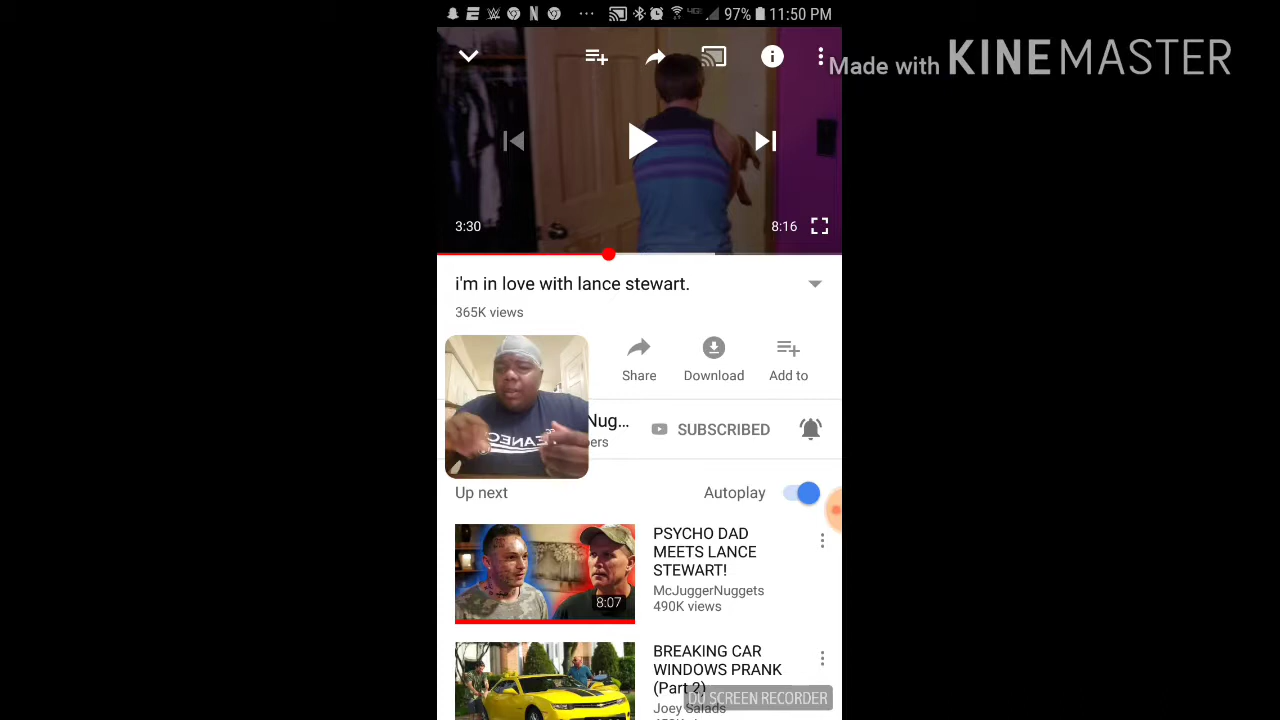 97% 11:50 PM
Made with KINEMASTER
3:30
8:16
i'm in love with lance stewart.
365K views
Share
Download
Add to
Nug...
SUBSCRIBED
bers
Up next
Autoplay
PSYCHO DAD
MEETS LANCE
STEWART!
McJuggerNuggets
490K views
8:07
BREAKING CAR
WINDOWS PRANK
(Part 2)
DU SCREEN RECORDER
Joey Salads